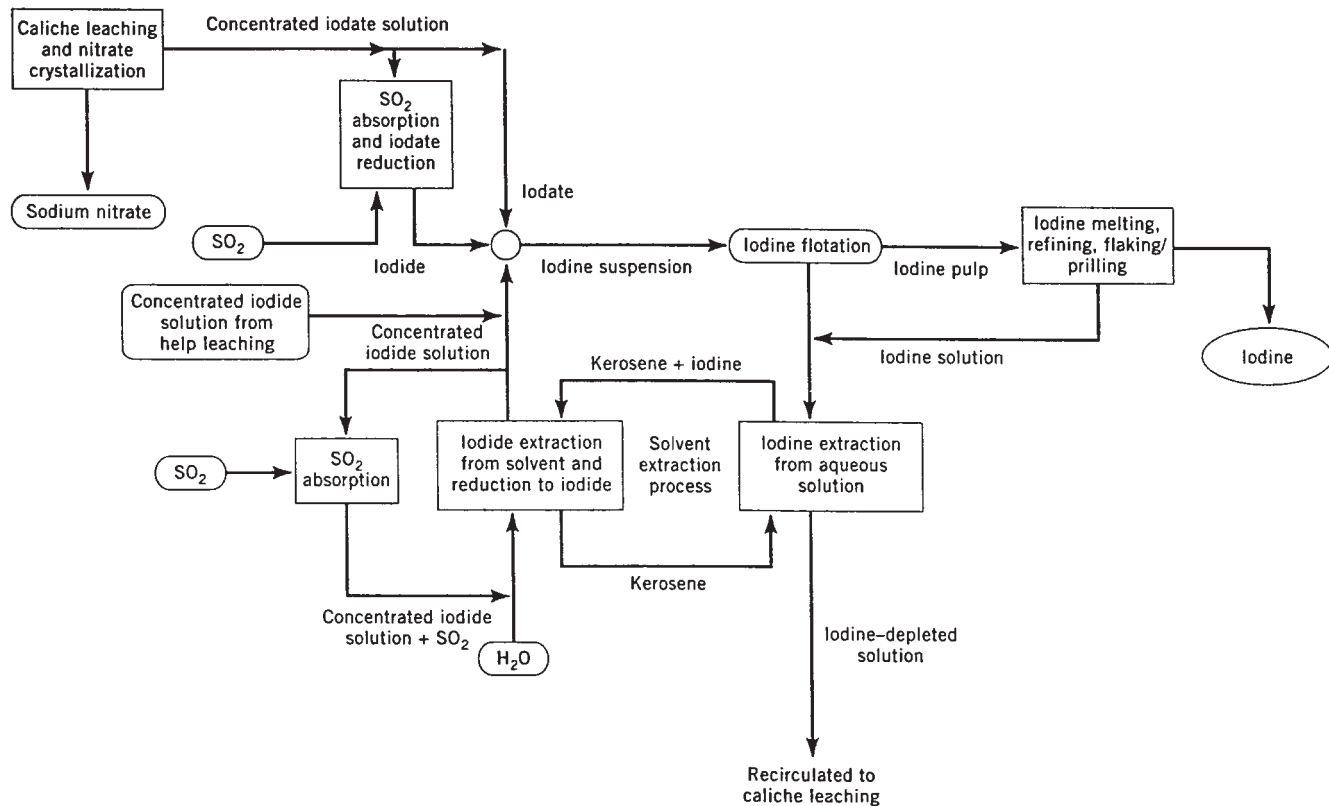 Concentrated iodate solution
Caliche leaching
and nitrate
crystallization
SO2
absorption
and iodate
reduction
Sodium nitrate
Iodate
SO2
Iodide
Iodine suspension
Iodine flotation
Iodine pulp
Iodine melting,
refining, flaking/
prilling
Concentrated iodide
solution from
help leaching
Concentrated
iodide solution
Iodine solution
Iodine
Kerosene + iodine
SO2
SO2
absorption
Iodide extraction
from solvent and
reduction to iodide
Solvent
extraction
process
Iodine extraction
from aqueous
solution
Kerosene
Concentrated iodide
solution + SO2
H2O
Iodine–depleted
solution
Recirculated to
caliche leaching